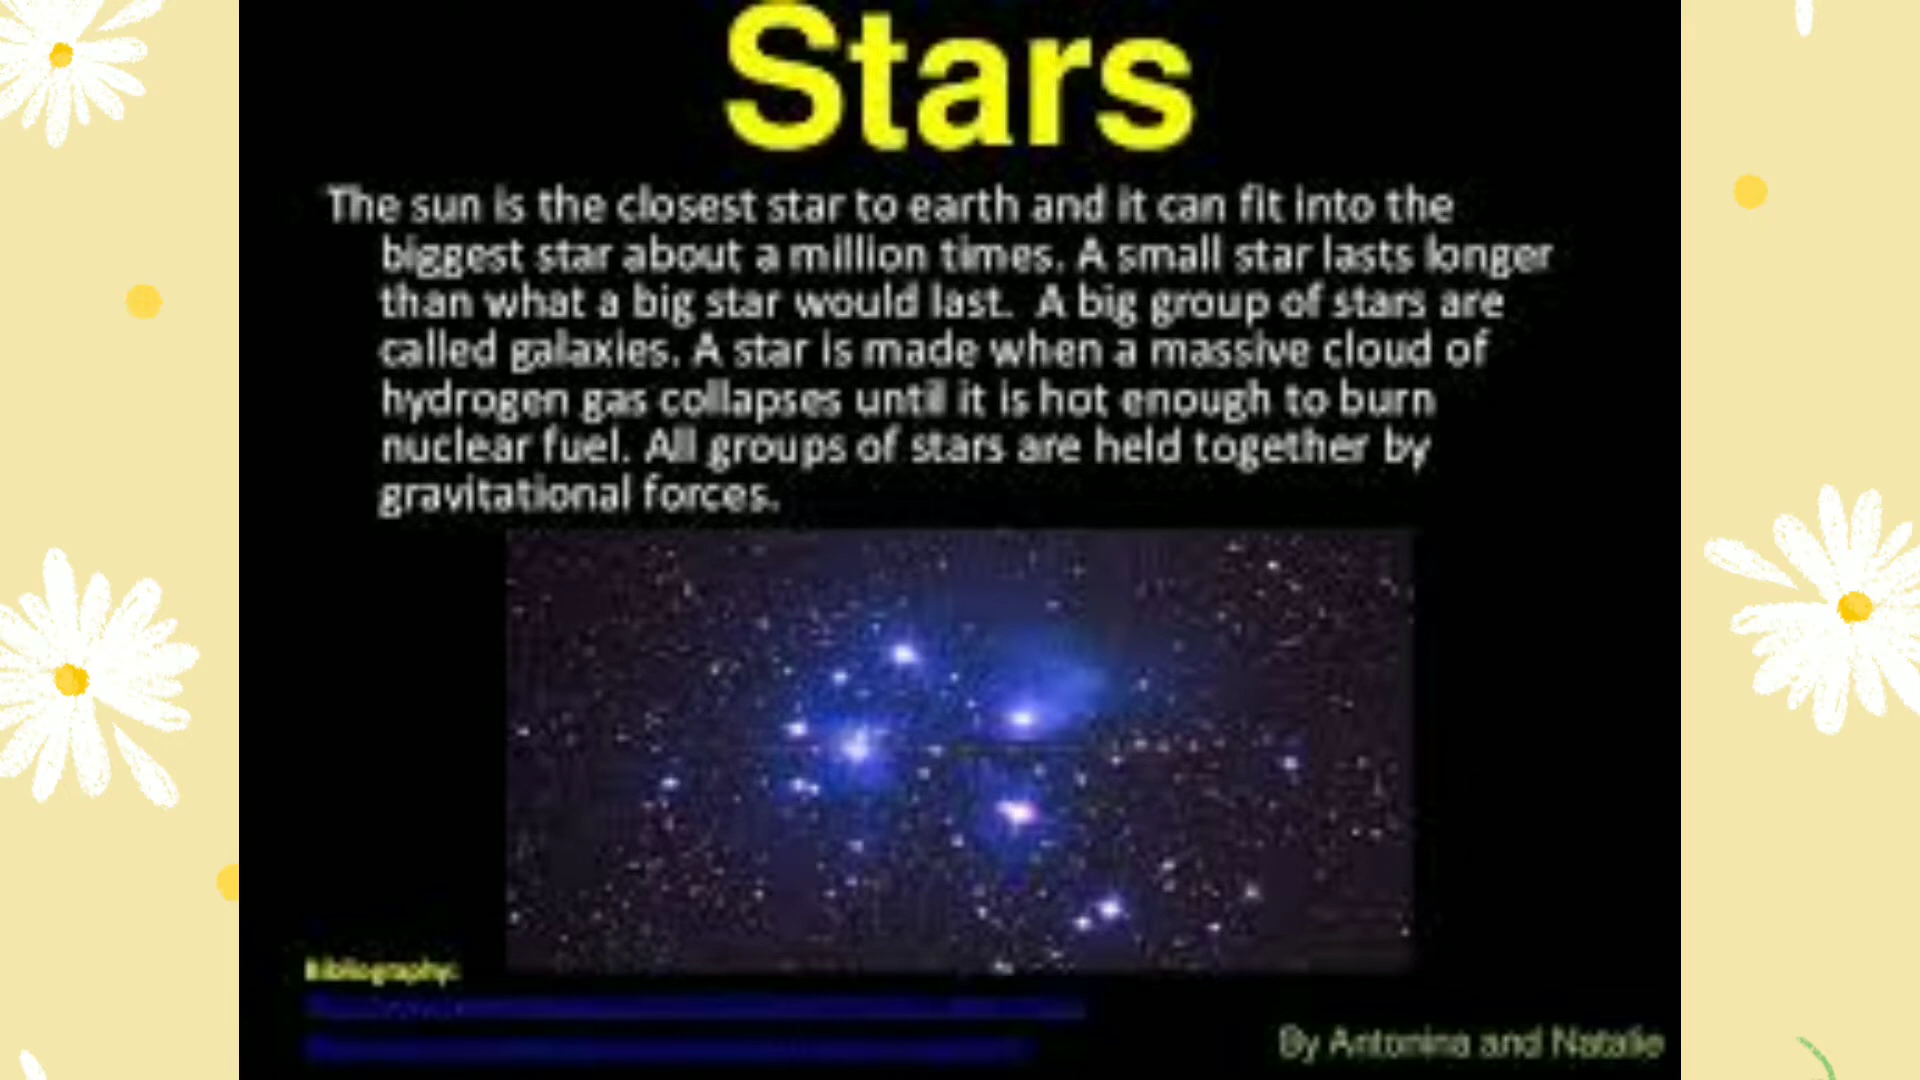 Stars
The sun is the closest star to earth and it can fit into the
biggest star about a million times. A small star lasts longer
than what a big star would last. A big group of stars are
called galaxies. A star is made when a massive cloud of
hydrogen gas collapses until it is hot enough to burn
nuclear fuel. All groups of stars are held together by
gravitational forces.
Bibliography:
By Antonina and Natalie